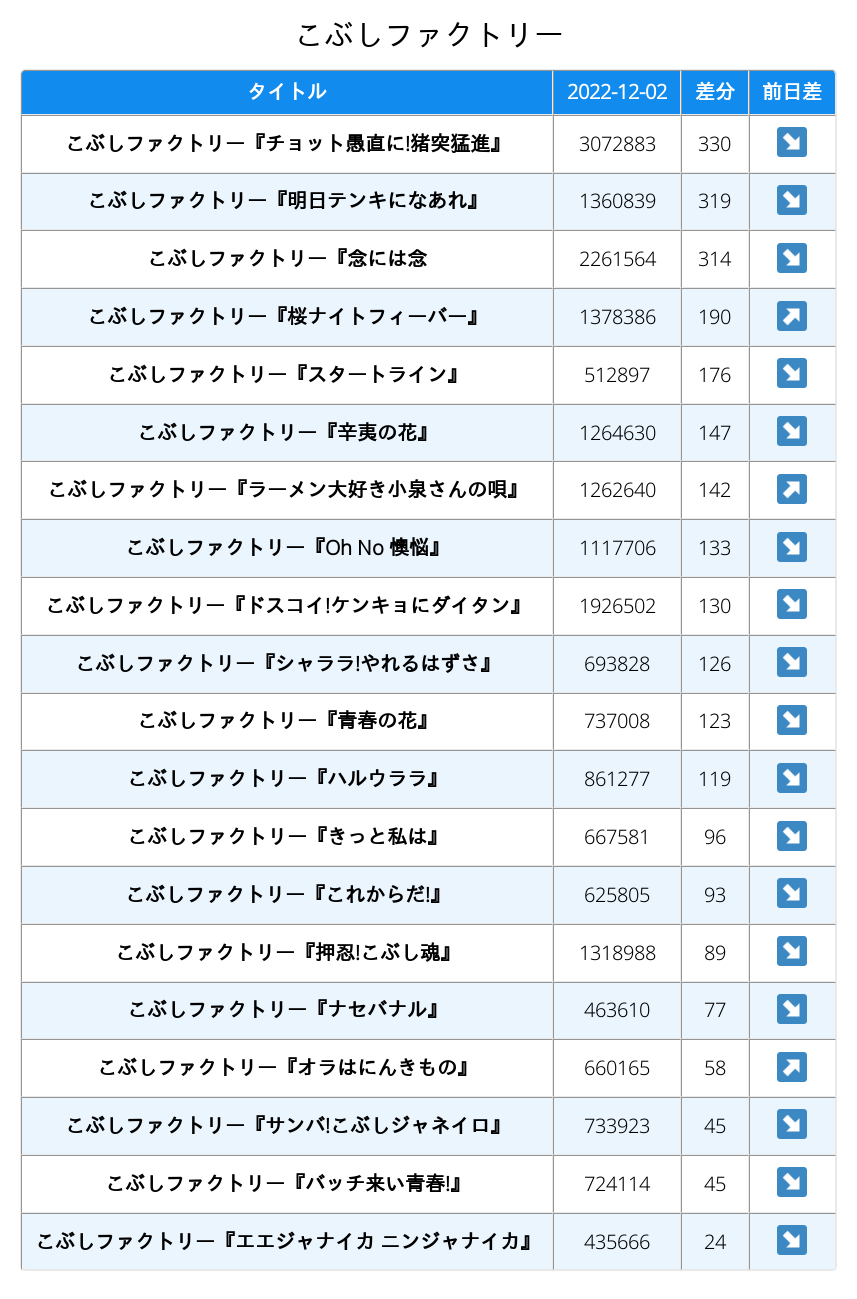 こぶしファクトリー
タイトル 2022-12-02 差分 前日差
こぶしファクトリー『チョット愚直に!猪突猛進』 3072883 330
こぶしファクトリー『明日テンキになあれ』 1360839 319
こぶしファクトリー『念には念 2261564 314
こぶしファクトリー『桜ナイトフィーバー』 1378386 190
こぶしファクトリー『スタートライン』 512897 176
こぶしファクトリー『辛夷の花』 1264630 147
こぶしファクトリー『ラーメン大好き小泉さんの唄』 1262640 142
こぶしファクトリー『Oh No 懊悩』 1117706 133
こぶしファクトリー『ドスコイ!ケンキョにダイタン』 1926502 130
こぶしファクトリー『シャララ!やれるはずさ』 693828 126
こぶしファクトリー『青春の花』 737008 123
こぶしファクトリー『ハルウララ』 861277 119
こぶしファクトリー『きっと私は』 667581 96
こぶしファクトリー『これからだ!』 625805 93
こぶしファクトリー『押忍!こぶし魂』 1318988 89
こぶしファクトリー『ナセバナル』 463610 77
こぶしファクトリー『オラはにんきもの』 660165 58
こぶしファクトリー『サンバ!こぶしジャネイロ』 733923 45
こぶしファクトリー『バッチ来い青春!』 724114 45
こぶしファクトリー『エエジャナイカ ニンジャナイカ』 435666 24